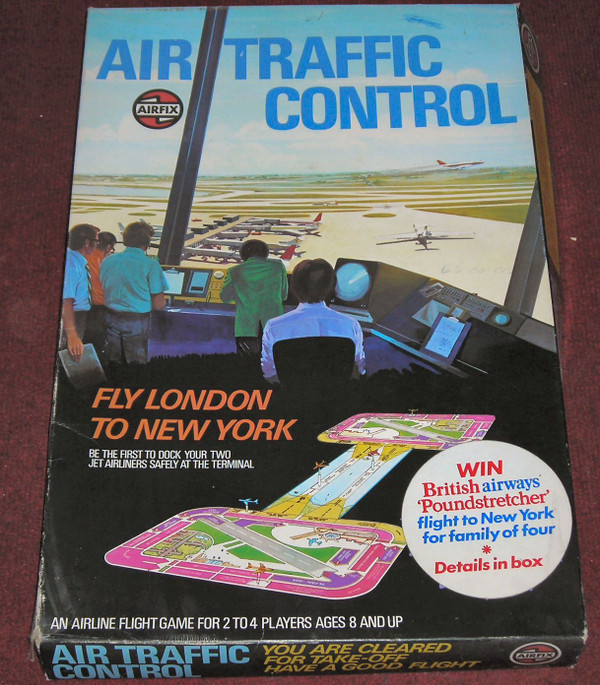 AIR TRAFFIC
CONTROL
AIRFIX
FLY LONDON
TO NEW YORK
BE THE FIRST TO DOCK YOUR TWO
JET AIRLINERS SAFELY AT THE TERMINAL
WIN
British airways
'Poundstretcher'
flight to New York
for family of four
*
Details in box
AN AIRLINE FLIGHT GAME FOR 2 TO 4 PLAYERS AGES 8 AND UP
AIR TRAFFIC
CONTROL
YOU ARE CLEARED
FOR TAKE-OFF
HAVE A GOOD FLIGHT
AIRFIX